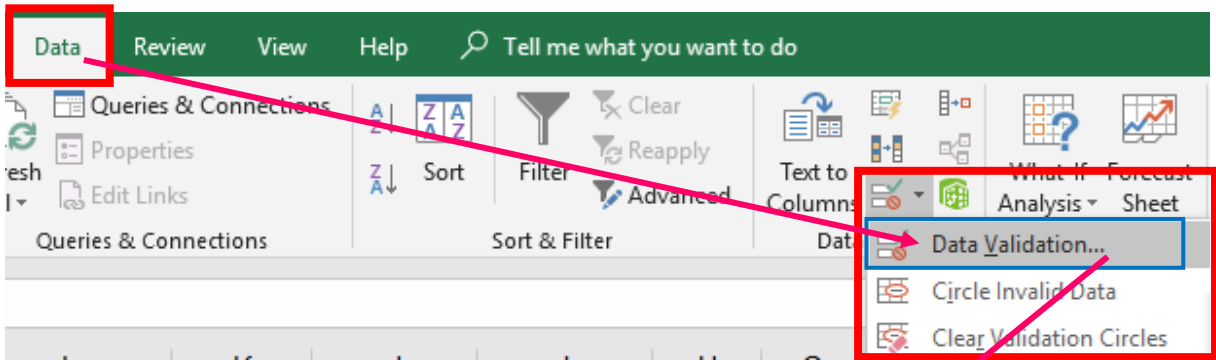 Data Review View Help Tell me what you want to do
Queries & Connections
Properties
Edit Links
Queries & Connections
A
Z
Z
A
Z A
A Z
Sort
Filter
Clear
Reapply
Advanced
Sort & Filter
Text to
Columns
What-If
Analysis
Forecast
Sheet
Data Validation...
Circle Invalid Data
Clear Validation Circles